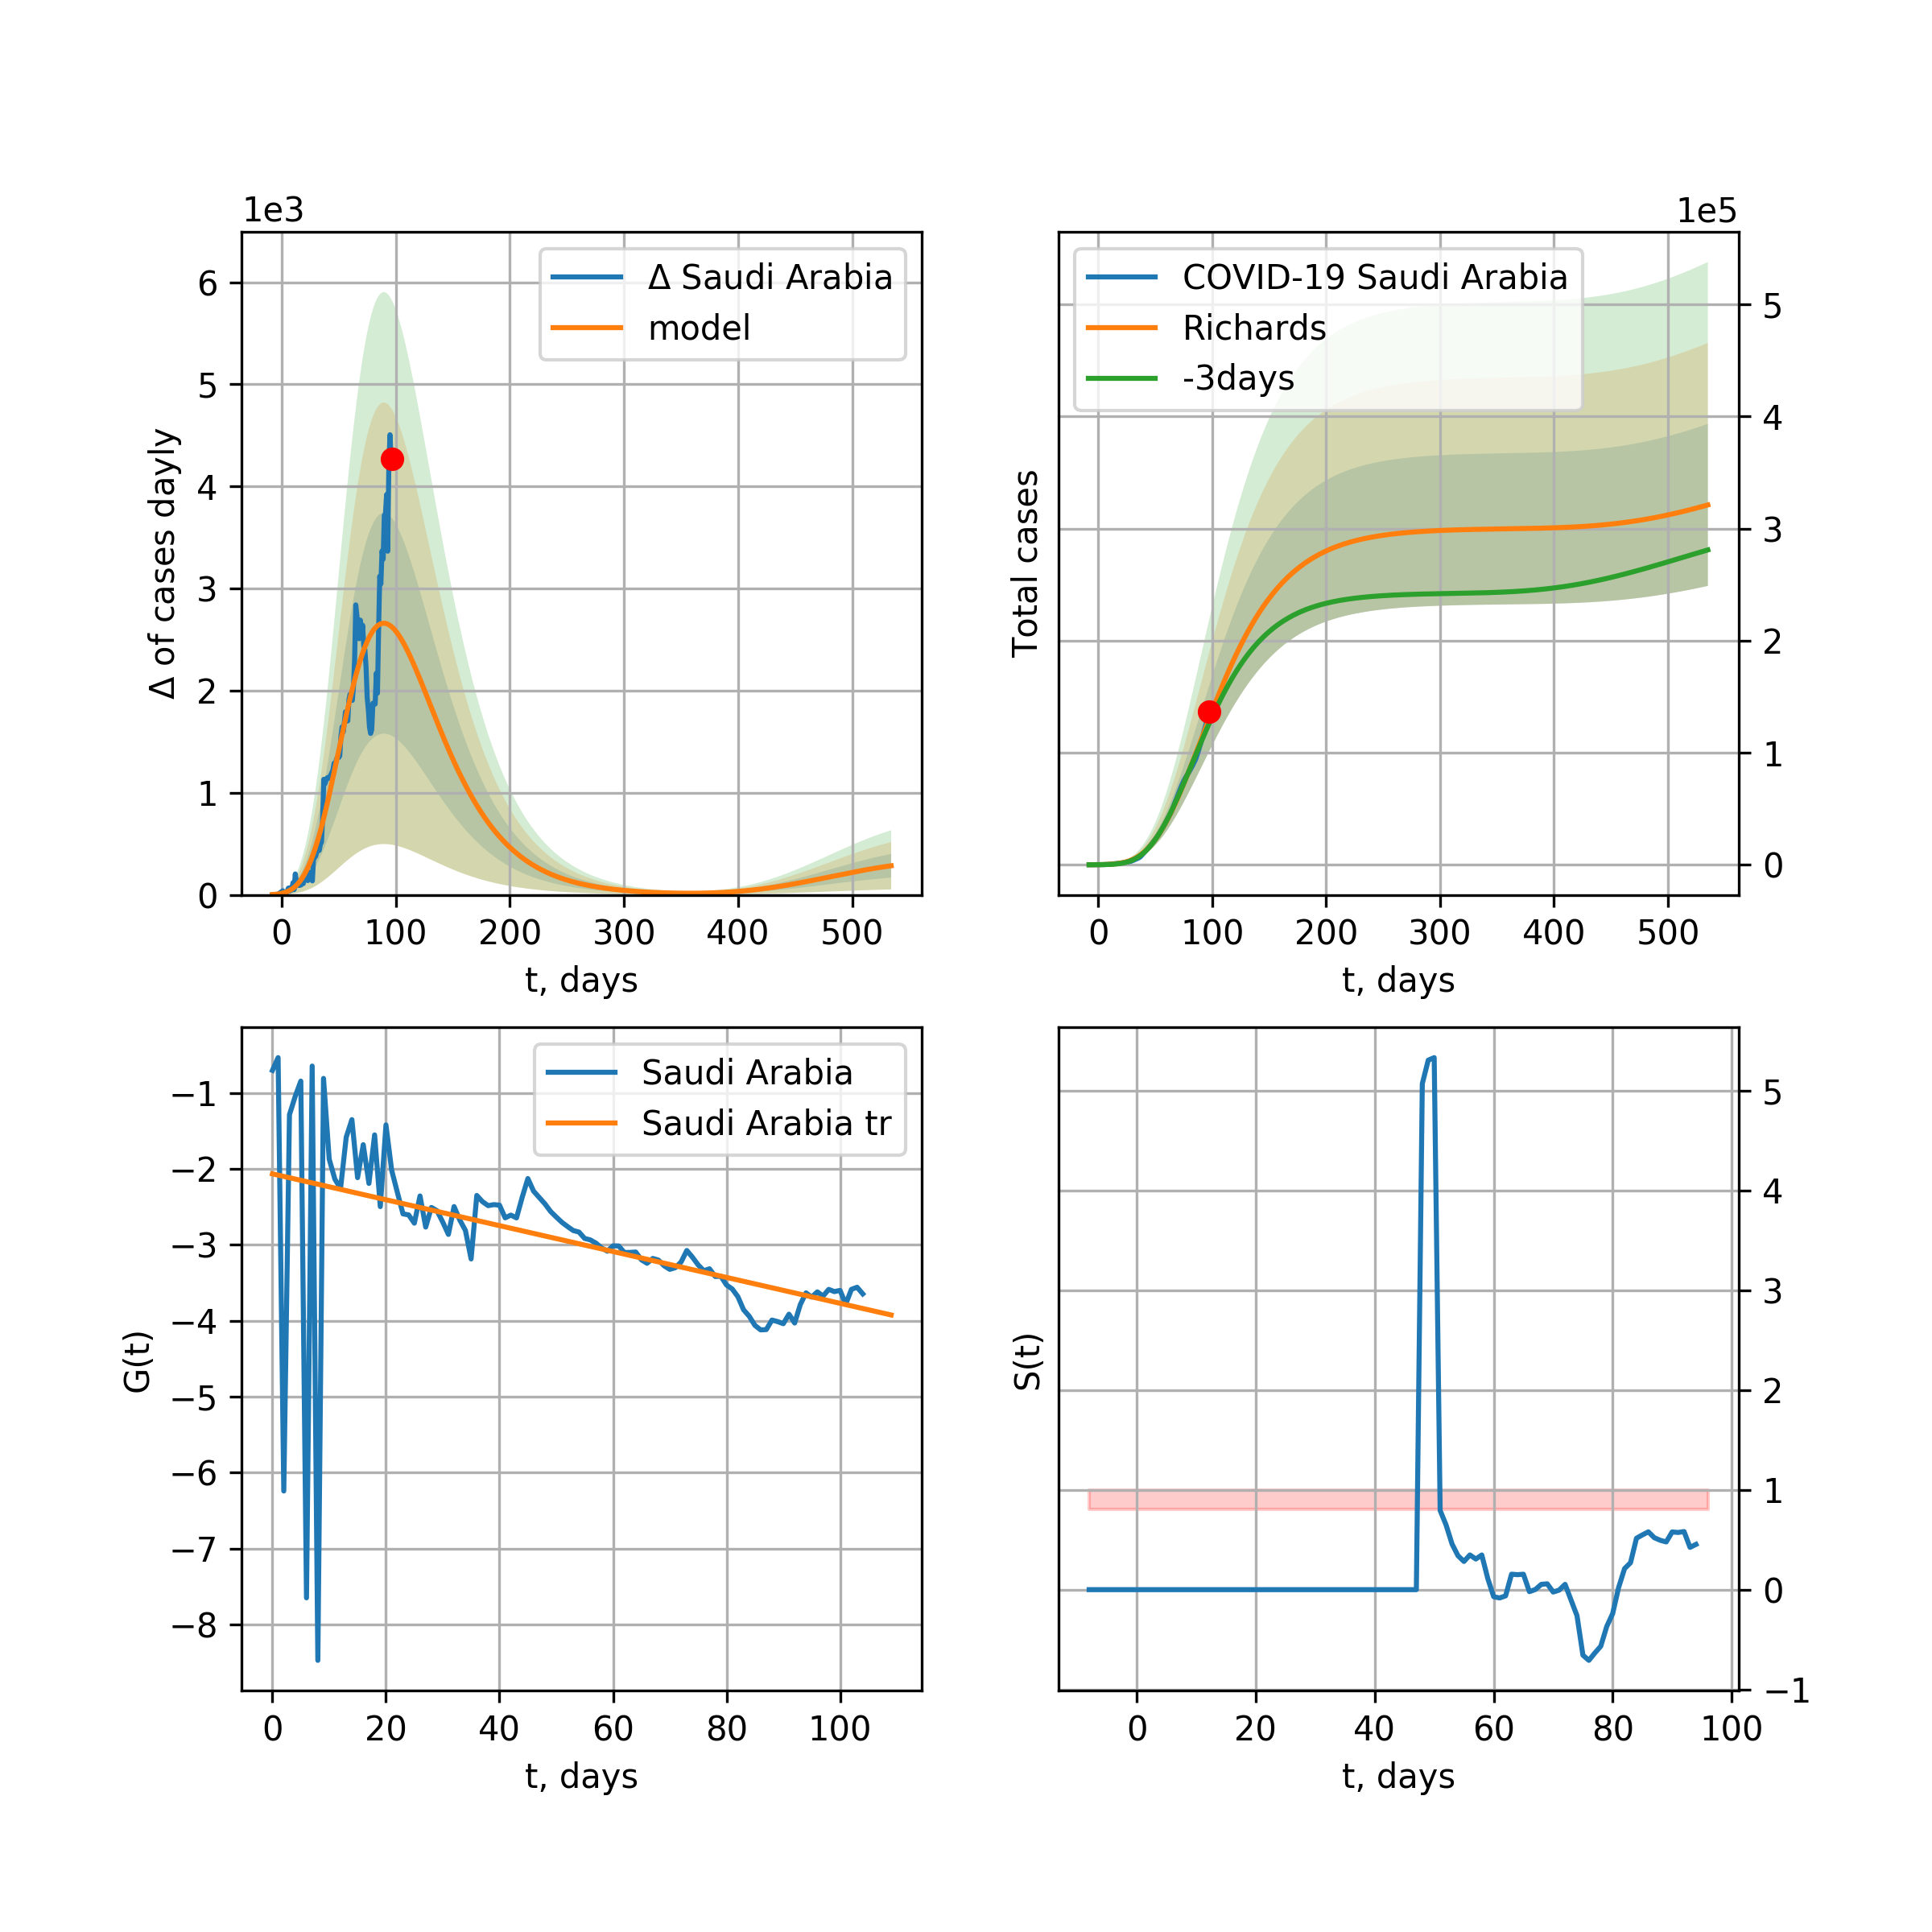 1e3
Δ of cases dayly
6
5
4
3
2
1
0
Δ Saudi Arabia
model
0 100 200 300 400 500
t, days
1e5
Total cases
COVID-19 Saudi Arabia
Richards
-3days
5
4
3
2
1
0
0 100 200 300 400 500
t, days
G(t)
−1
−2
−3
−4
−5
−6
−7
−8
Saudi Arabia
Saudi Arabia tr
0 20 40 60 80 100
t, days
S(t)
5
4
3
2
1
0
−1
0 20 40 60 80 100
t, days